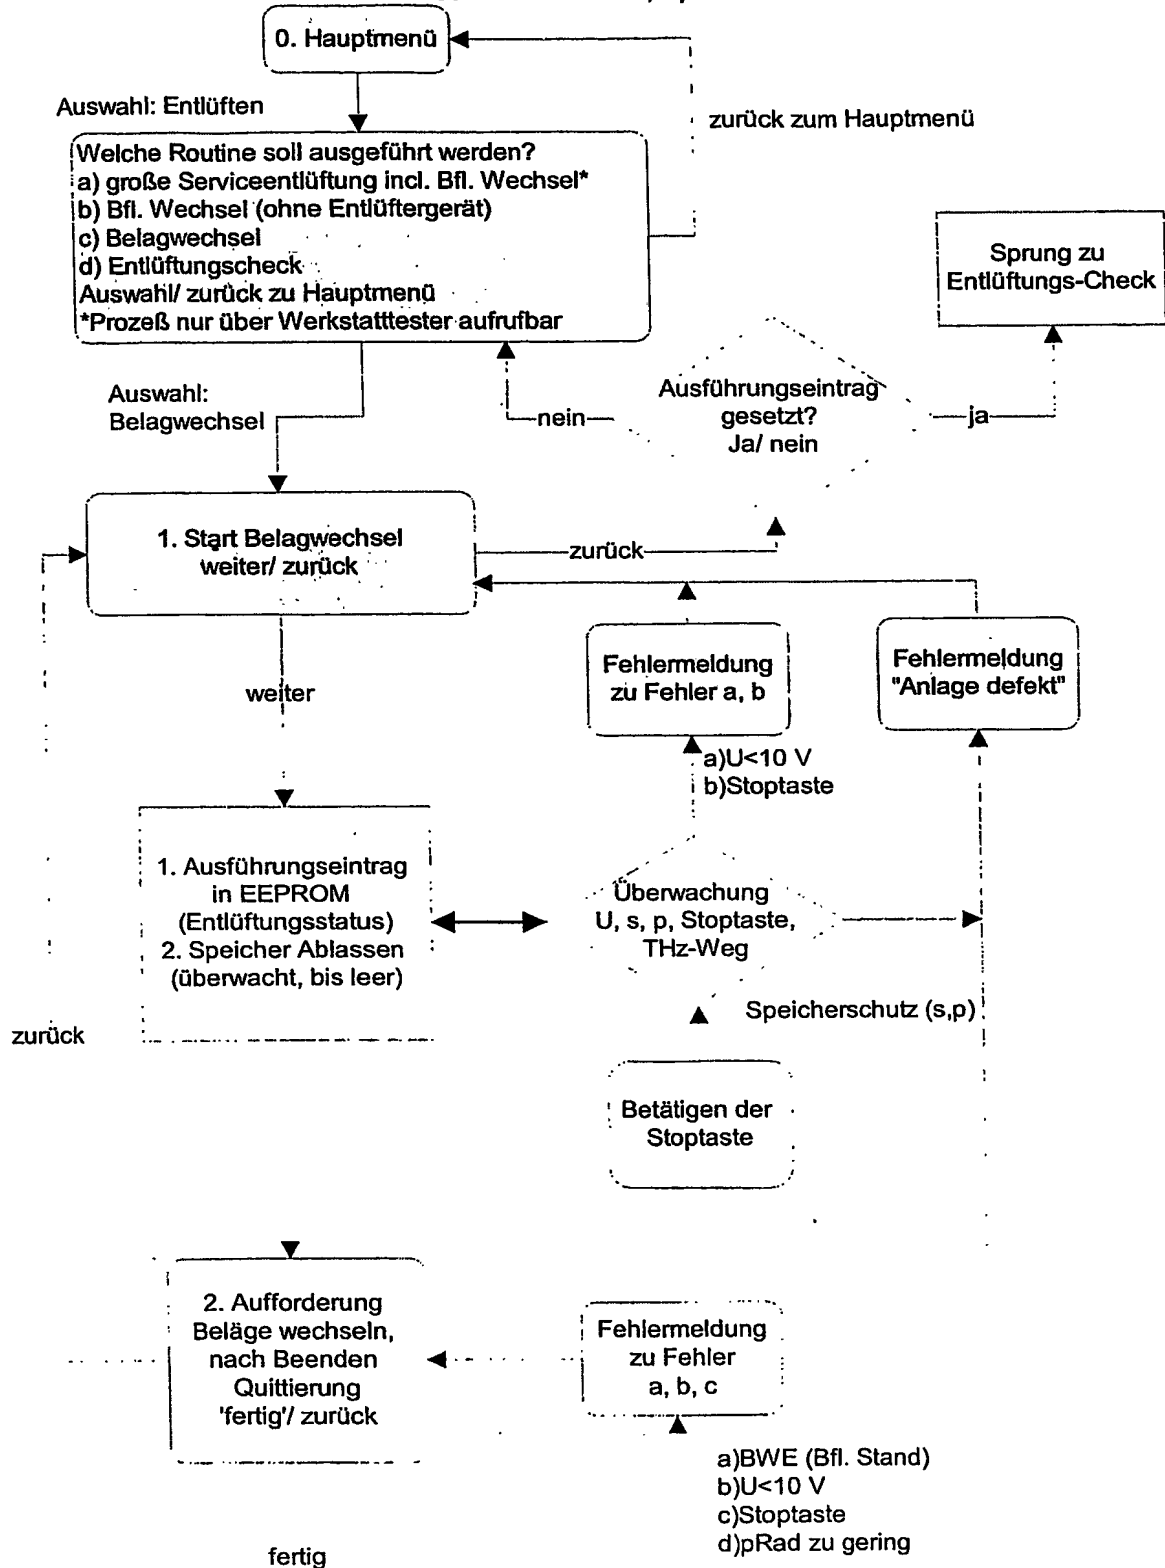 0. Hauptmenü
Auswahl: Entlüften
zurück zum Hauptmenü
Welche Routine soll ausgeführt werden?
a) große Serviceentlüftung incl. Bfl. Wechsel*
b) Bfl. Wechsel (ohne Entlüftergerät)
c) Belagwechsel
d) Entlüftungscheck
Auswahl/ zurück zu Hauptmenü
*Prozeß nur über Werkstatttester aufrufbar
Sprung zu
Entlüftungs-Check
Auswahl:
Belagwechsel
nein
Ausführungseintrag
gesetzt?
Ja/ nein
ja
1. Start Belagwechsel
weiter/ zurück
zurück
weiter
Fehlermeldung
zu Fehler a, b
Fehlermeldung
"Anlage defekt"
a)U<10 V
b)Stoptaste
1. Ausführungseintrag
in EEPROM
(Entlüftungsstatus)
2. Speicher Ablassen
(überwacht, bis leer)
Überwachung
U, s, p, Stoptaste,
THz-Weg
Speicherschutz (s,p)
zurück
Betätigen der
Stoptaste
2. Aufforderung
Beläge wechseln,
nach Beenden
Quittierung
'fertig'/ zurück
Fehlermeldung
zu Fehler
a, b, c
a)BWE (Bfl. Stand)
b)U<10 V
c)Stoptaste
d)pRad zu gering
fertig